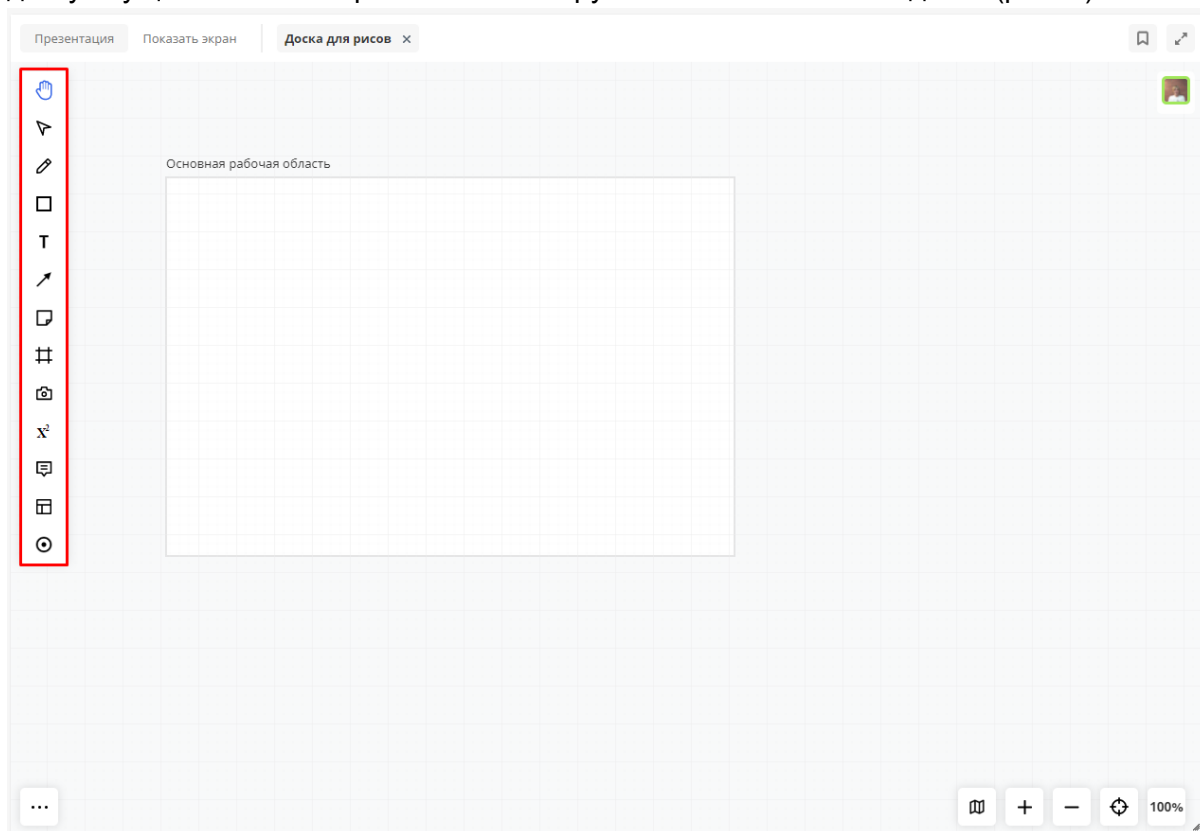 Презентация Показать экран Доска для рисов ×
Основная рабочая область
T
X²
100%